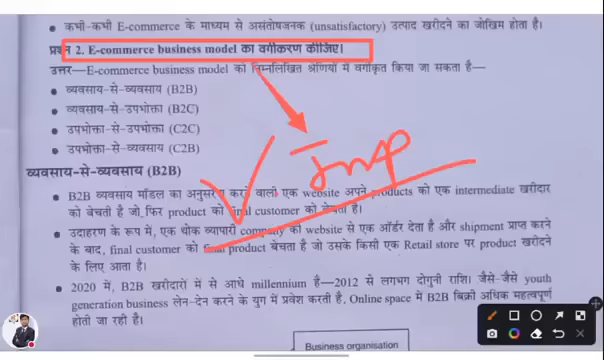 • कभी-कभी E-commerce के माध्यम से असंतोषजनक (unsatisfactory) उत्पाद खरीदने का जोखिम होता है।
प्रश्न 2. E-commerce business model का वर्गीकरण कीजिए।
उत्तर—E-commerce business model को निम्नलिखित श्रेणियों में वर्गीकृत किया जा सकता है—
• व्यवसाय-से-व्यवसाय (B2B)
• व्यवसाय-से-उपभोक्ता (B2C)
• उपभोक्ता-से-उपभोक्ता (C2C)
• उपभोक्ता-से-व्यवसाय (C2B)
Imp
व्यवसाय-से-व्यवसाय (B2B)
• B2B व्यवसाय मॉडल का अनुसरण करने वाली एक website अपने products को एक intermediate खरीदार
को बेचती है जो फिर product को final customer को बेचता है।
• उदाहरण के रूप में, एक थोक व्यापारी company की website से एक ऑर्डर देता है और shipment प्राप्त करने
के बाद, final customer को final product बेचता है जो उसके किसी एक Retail store पर product खरीदने
के लिए आता है।
• 2020 में, B2B खरीदारों में से आधे millennium है—2012 से लगभग दोगुनी राशि। जैसे-जैसे youth
generation business लेन-देन करने के युग में प्रवेश करती है, Online space में B2B बिक्री अधिक महत्वपूर्ण
होती जा रही है।
Business organisation